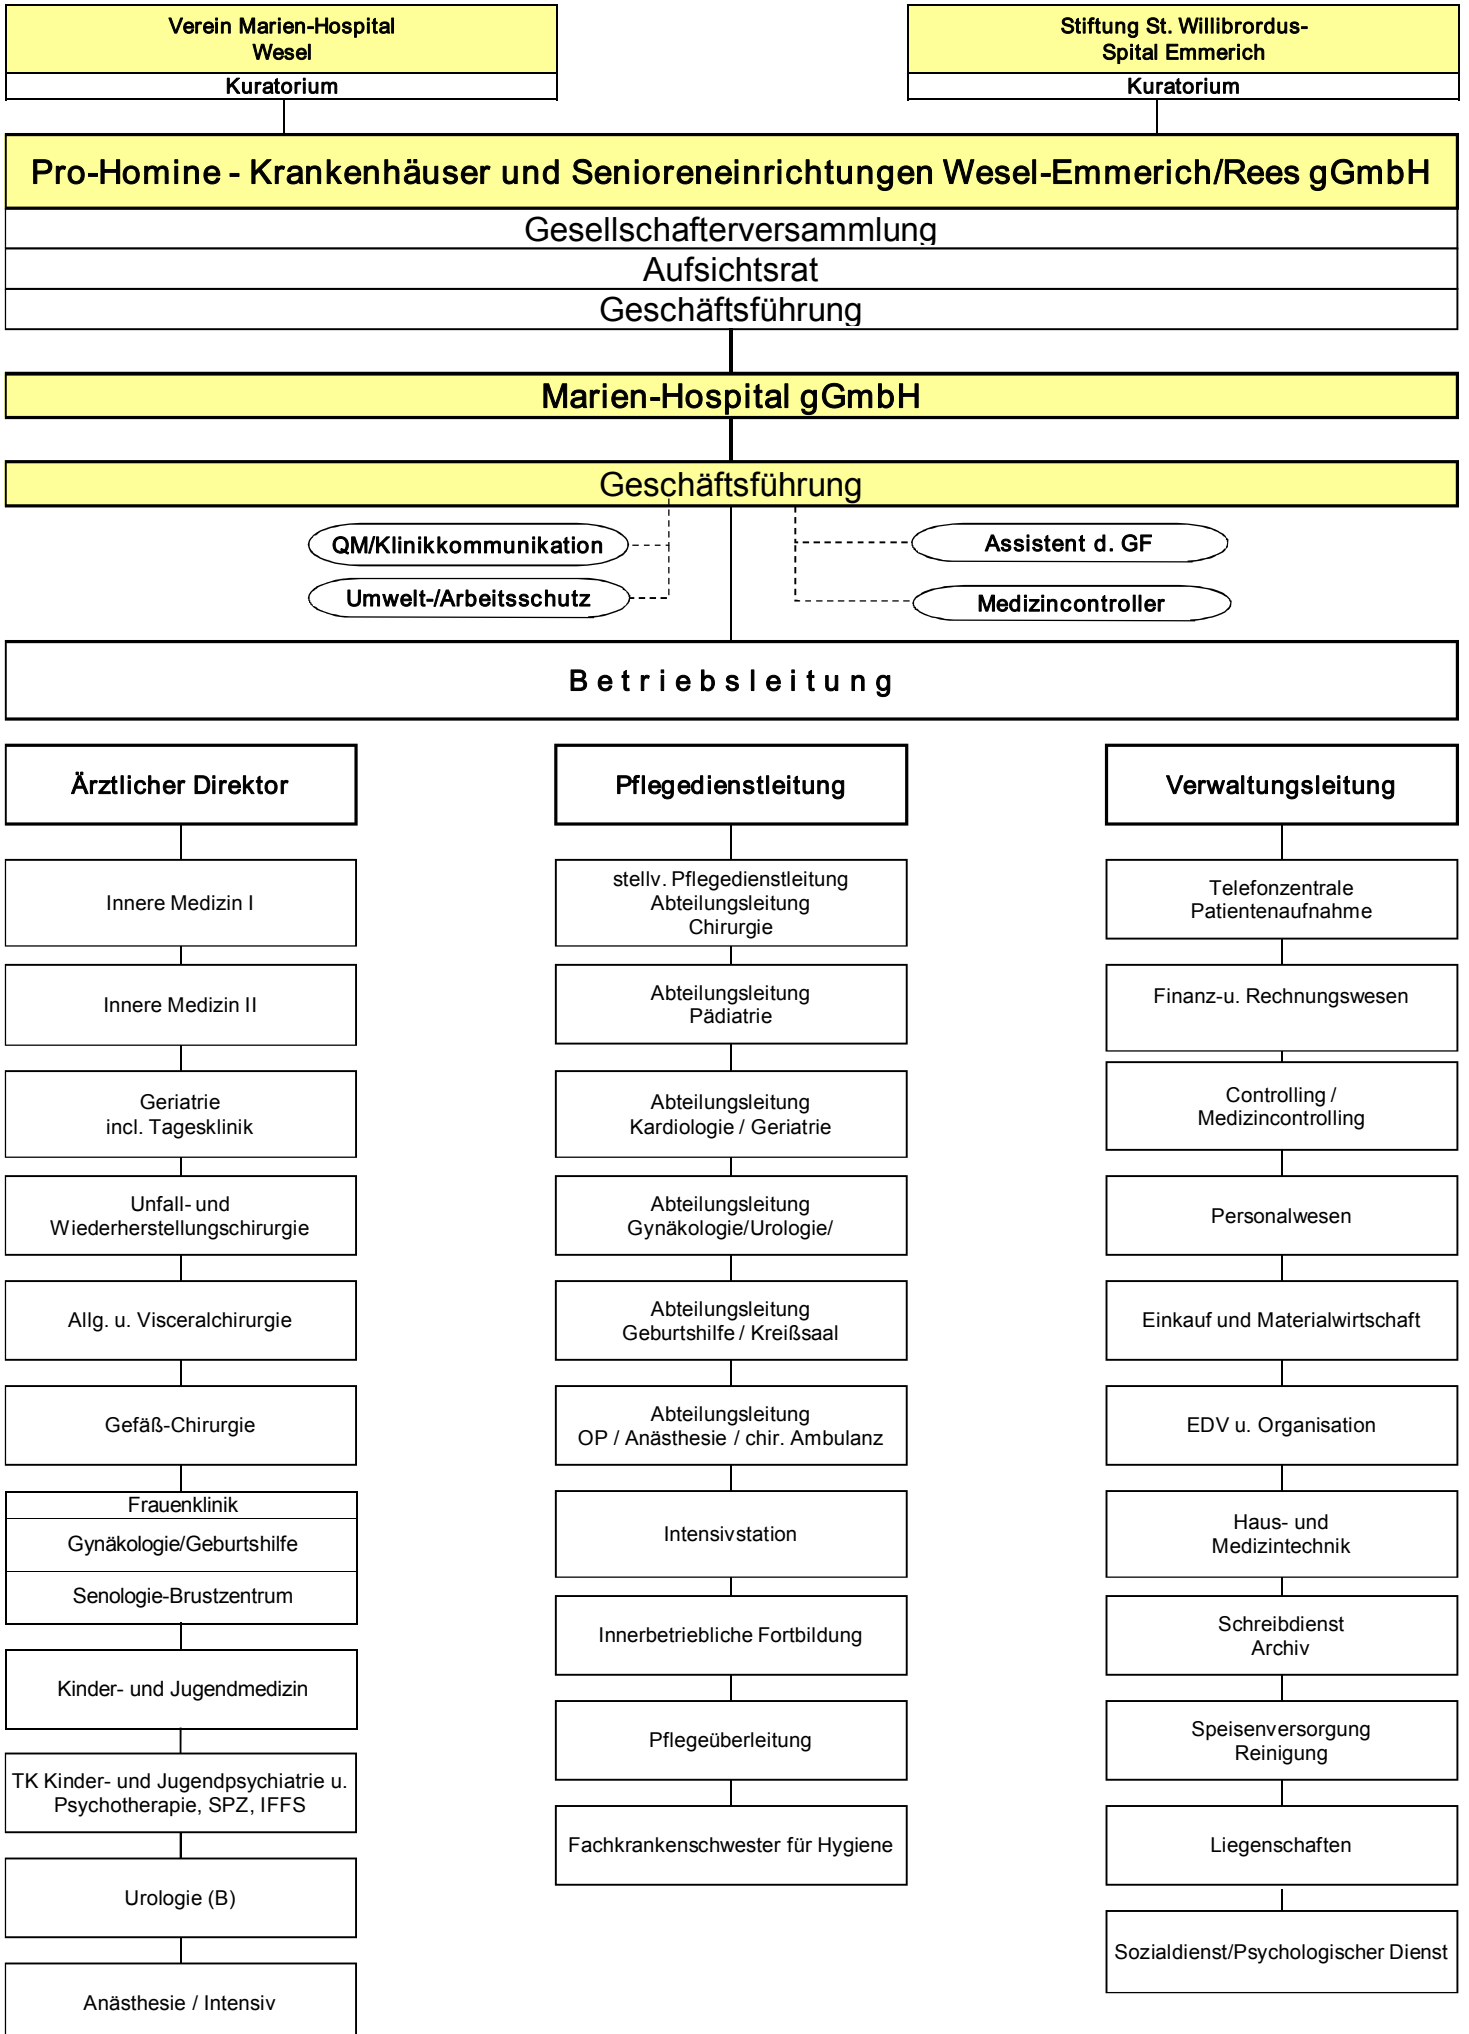 Verein Marien-Hospital
Wesel
Kuratorium
Stiftung St. Willibrordus-
Spital Emmerich
Kuratorium
Pro-Homine - Krankenhäuser und Senioreneinrichtungen Wesel-Emmerich/Rees gGmbH
Gesellschafterversammlung
Aufsichtsrat
Geschäftsführung
Marien-Hospital gGmbH
Geschäftsführung
QM/Klinikkommunikation
Umwelt-/Arbeitsschutz
Assistent d. GF
Medizincontroller
Betriebsleitung
Ärztlicher Direktor
Innere Medizin I
Innere Medizin II
Geriatrie
incl. Tagesklinik
Unfall- und
Wiederherstellungschirurgie
Allg. u. Visceralchirurgie
Gefäß-Chirurgie
Frauenklinik
Gynäkologie/Geburtshilfe
Senologie-Brustzentrum
Kinder- und Jugendmedizin
TK Kinder- und Jugendpsychiatrie u.
Psychotherapie, SPZ, IFFS
Urologie (B)
Anästhesie / Intensiv
Pflegedienstleitung
stellv. Pflegedienstleitung
Abteilungsleitung
Chirurgie
Abteilungsleitung
Pädiatrie
Abteilungsleitung
Kardiologie / Geriatrie
Abteilungsleitung
Gynäkologie/Urologie/
Abteilungsleitung
Geburtshilfe / Kreißsaal
Abteilungsleitung
OP / Anästhesie / chir. Ambulanz
Intensivstation
Innerbetriebliche Fortbildung
Pflegeüberleitung
Fachkrankenschwester für Hygiene
Verwaltungsleitung
Telefonzentrale
Patientenaufnahme
Finanz-u. Rechnungswesen
Controlling /
Medizincontrolling
Personalwesen
Einkauf und Materialwirtschaft
EDV u. Organisation
Haus- und
Medizintechnik
Schreibdienst
Archiv
Speisenversorgung
Reinigung
Liegenschaften
Sozialdienst/Psychologischer Dienst